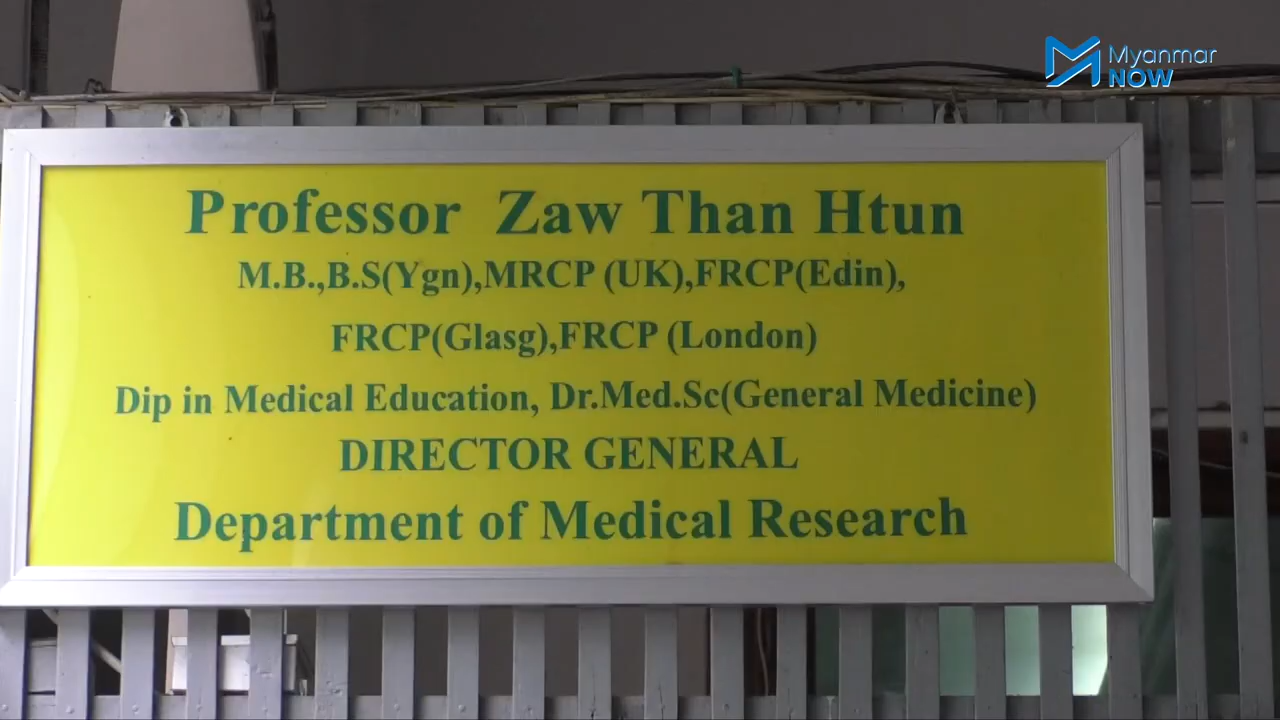 Myanmar
NOW
Professor Zaw Than Htun
M.B.,B.S(Ygn),MRCP (UK),FRCP(Edin),
FRCP(Glasg),FRCP (London)
Dip in Medical Education, Dr.Med.Sc(General Medicine)
DIRECTOR GENERAL
Department of Medical Research